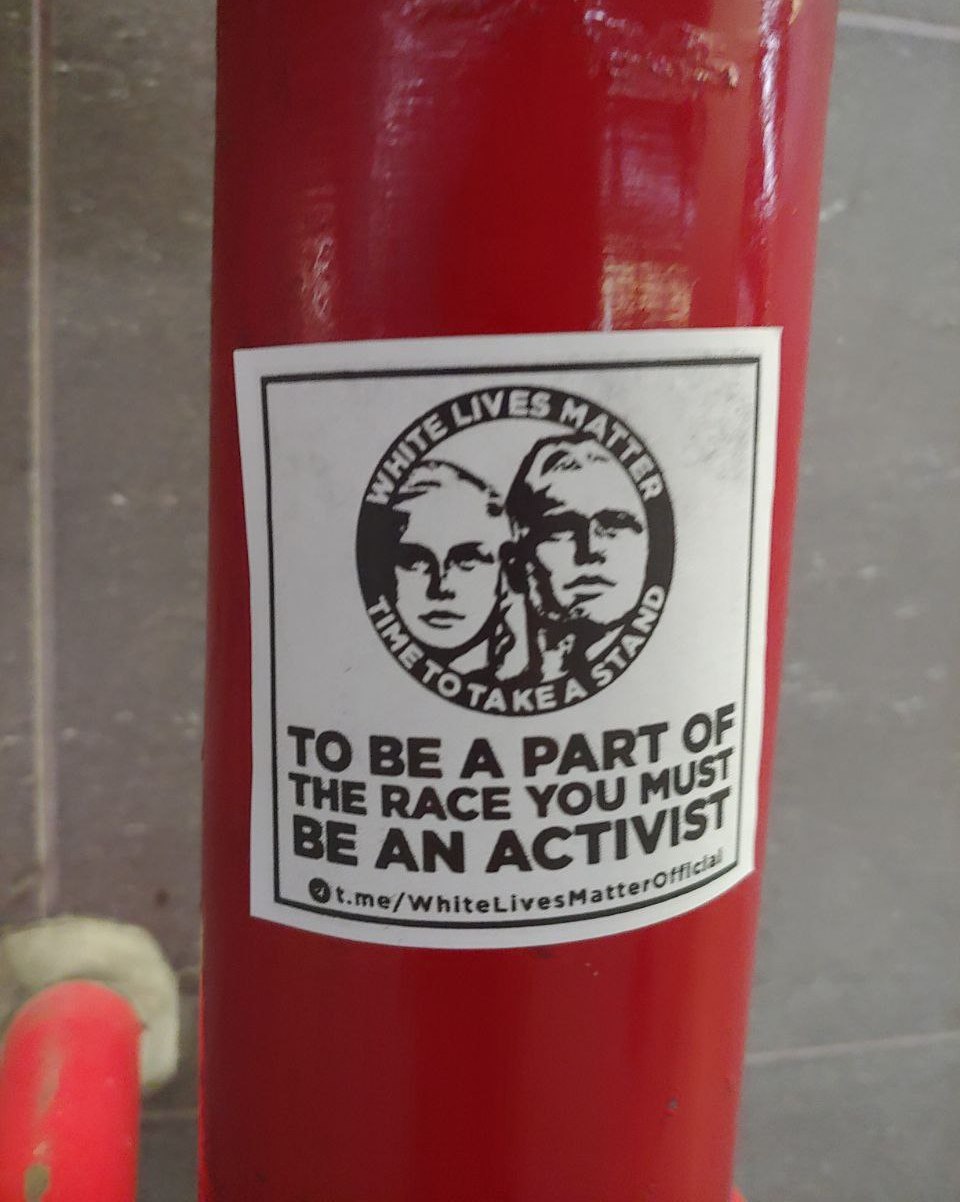 WHITE LIVES MATTER
TIME TO TAKE A STAND
TO BE A PART OF
THE RACE YOU MUST
BE AN ACTIVIST
t.me/WhiteLivesMatterOfficial